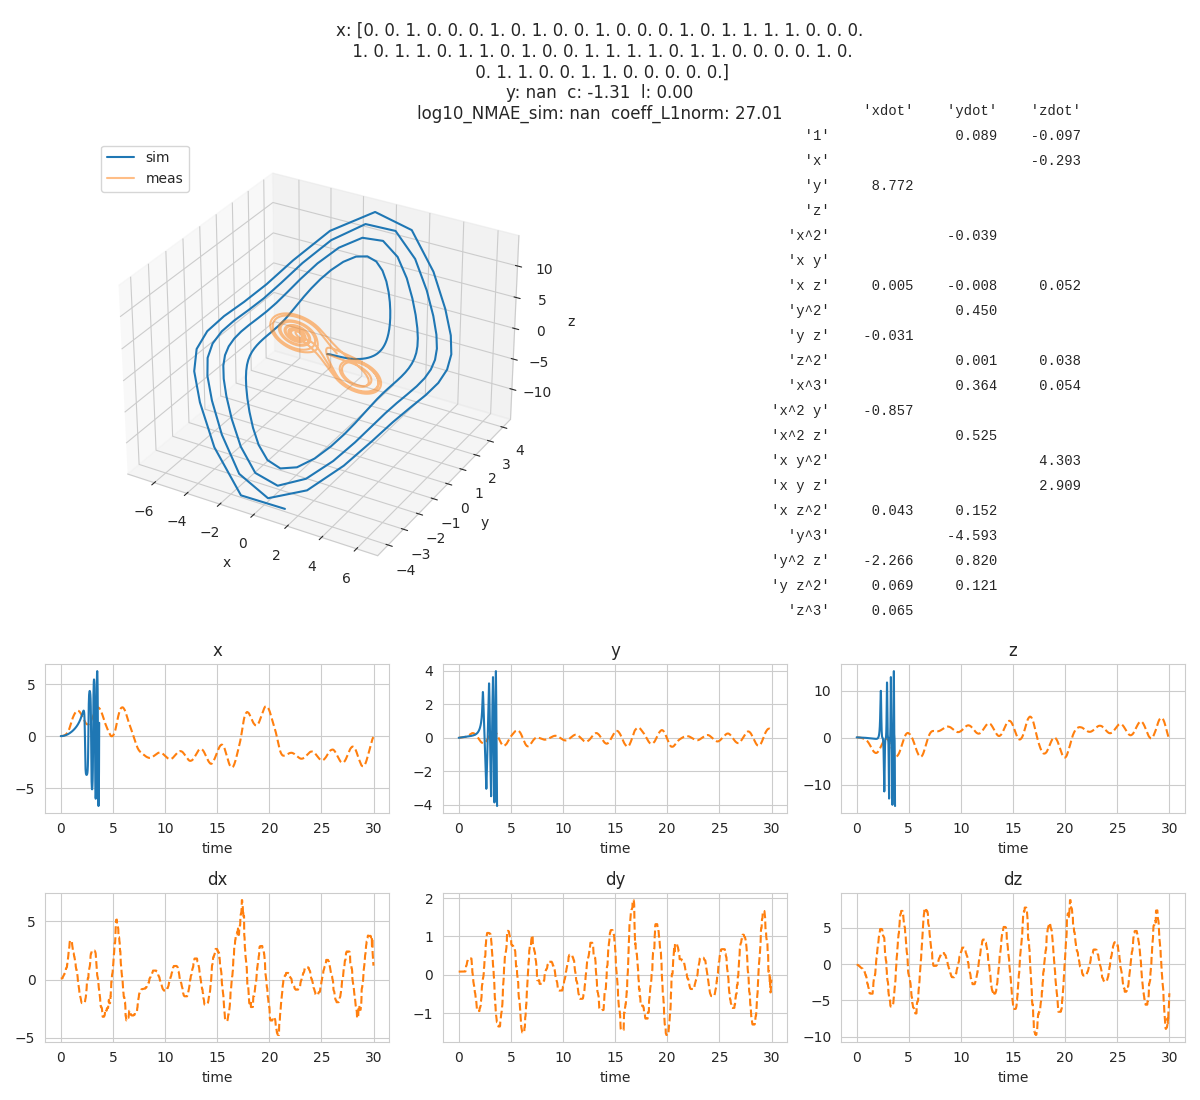 x: [0. 0. 1. 0. 0. 0. 0. 1. 0. 0. 1. 0. 0. 1. 0. 0. 0. 0. 1. 0. 1. 1. 1. 1. 0. 0. 0.
1. 0. 1. 1. 0. 1. 1. 0. 1. 0. 0. 1. 1. 1. 1. 1. 0. 1. 1. 0. 0. 0. 0. 1. 0.
0. 1. 1. 0. 0. 1. 1. 0. 0. 0. 0. 0. 0.]
y: nan c: -1.31 l: 0.00
log10_NMAE_sim: nan coeff_L1norm: 27.01
'xdot' 'ydot' 'zdot'
'1' 0.089 -0.097
'x' -0.293
'y' 8.772
'z'
'x^2' -0.039
'x y'
'x z' 0.005 -0.008 0.052
'y^2' 0.450
'y z' -0.031
'z^2' 0.001 0.038
'x^3' 0.364 0.054
'x^2 y' -0.857
'x^2 z' 0.525
'x y^2' 4.303
'x y z' 2.909
'x z^2' 0.043 0.152
'y^3' -4.593
'y^2 z' -2.266 0.820
'y z^2' 0.069 0.121
'z^3' 0.065
sim
meas
10
5
0
−5
−10
z
−6 −4 −2 0 2 4 6
x
−4 −3 −2 −1 0 1 2 3 4
y
x
5
0
−5
0 5 10 15 20 25 30
time
y
4
2
0
−2
−4
0 5 10 15 20 25 30
time
z
10
0
−10
0 5 10 15 20 25 30
time
dx
5
0
−5
0 5 10 15 20 25 30
time
dy
2
1
0
−1
0 5 10 15 20 25 30
time
dz
5
0
−5
−10
0 5 10 15 20 25 30
time